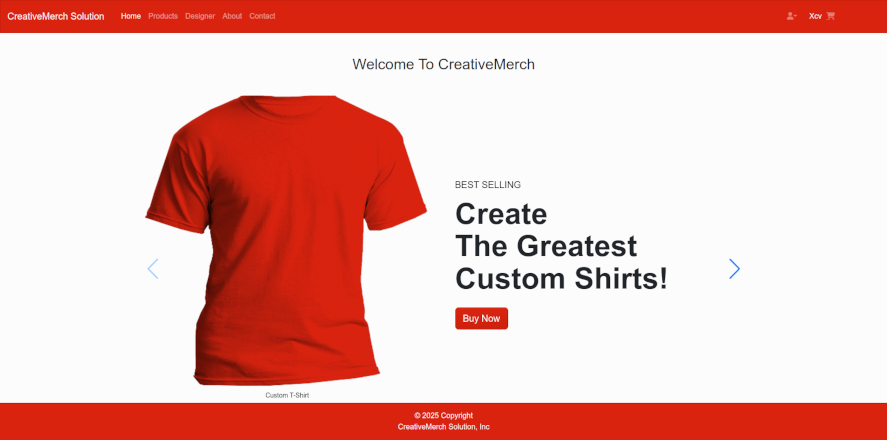 CreativeMerch Solution Home Products Designer About Contact Xcv
Welcome To CreativeMerch
BEST SELLING
Create
The Greatest
Custom Shirts!
Buy Now
Custom T-Shirt
© 2025 Copyright
CreativeMerch Solution, Inc